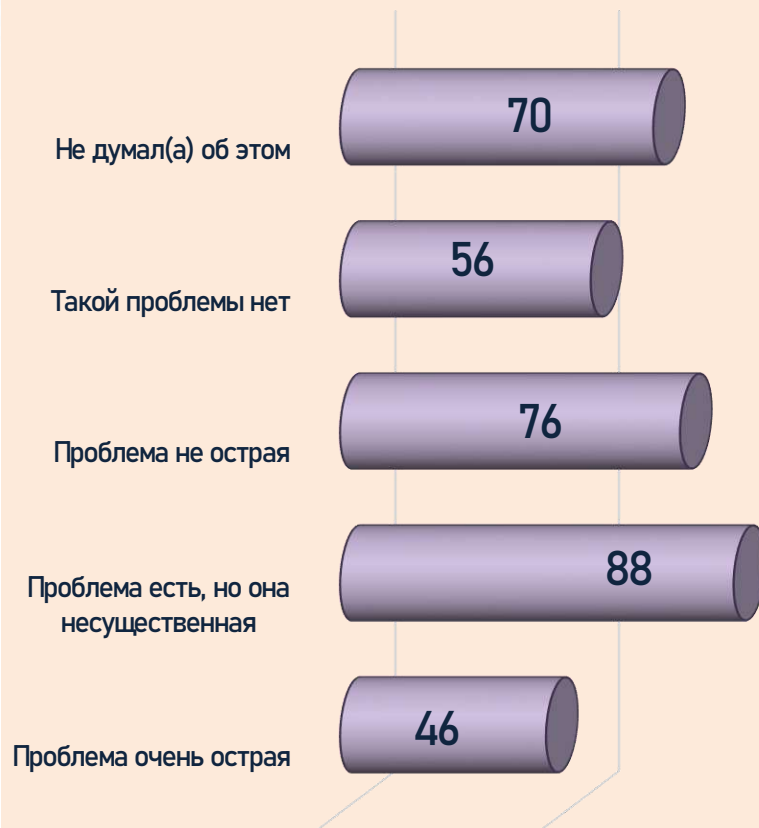 Не думал(а) об этом
70
Такой проблемы нет
56
Проблема не острая
76
Проблема есть, но она
несущественная
88
Проблема очень острая
46